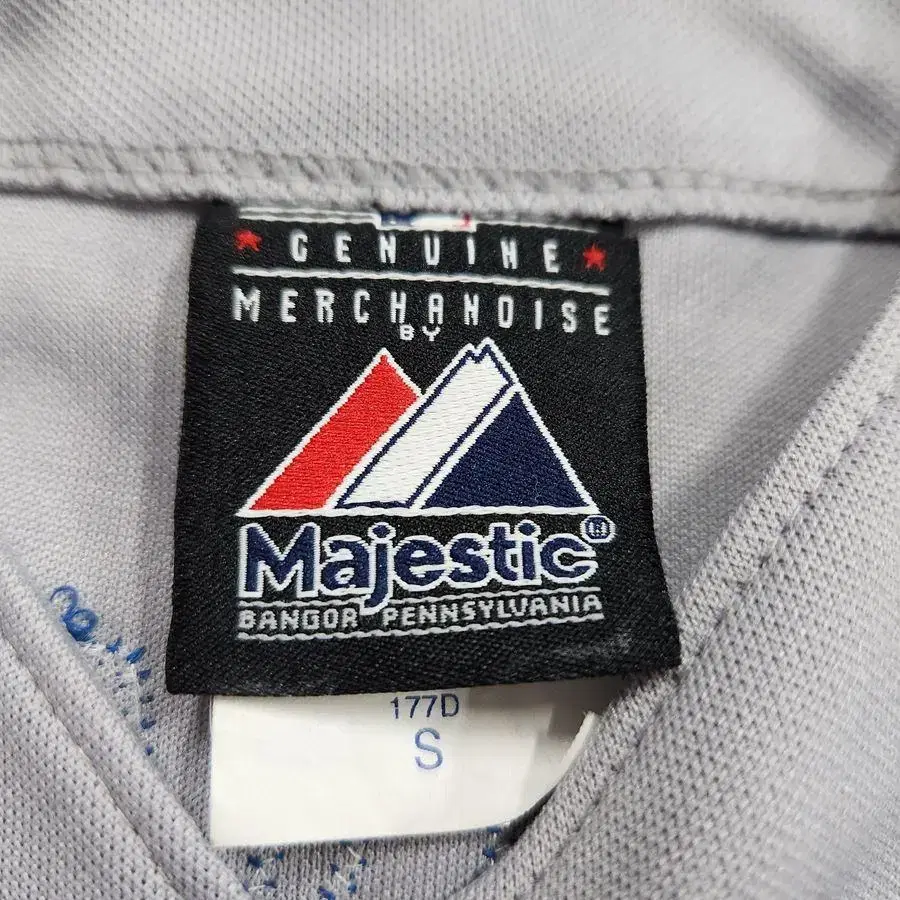 GENUINE
MERCHANDISE
BY
Majestic®
BANGOR PENNSYLVANIA
177D
S